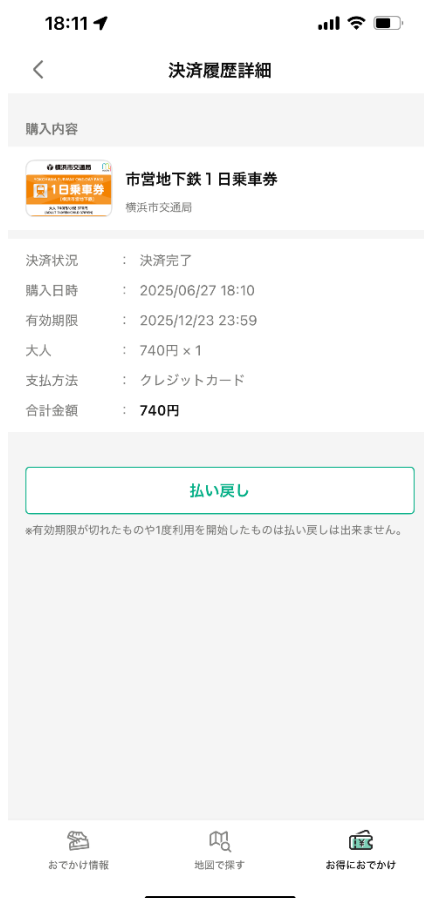 18:11
決済履歴詳細
購入内容
横浜市交通局
1日乗車券
市営地下鉄1日乗車券
横浜市交通局
決済状況 : 決済完了
購入日時 : 2025/06/27 18:10
有効期限 : 2025/12/23 23:59
大人 : 740円 × 1
支払方法 : クレジットカード
合計金額 : 740円
払い戻し
※有効期限が切れたものや1度利用を開始したものは払い戻しは出来ません。
おでかけ情報
地図で探す
お得におでかけ